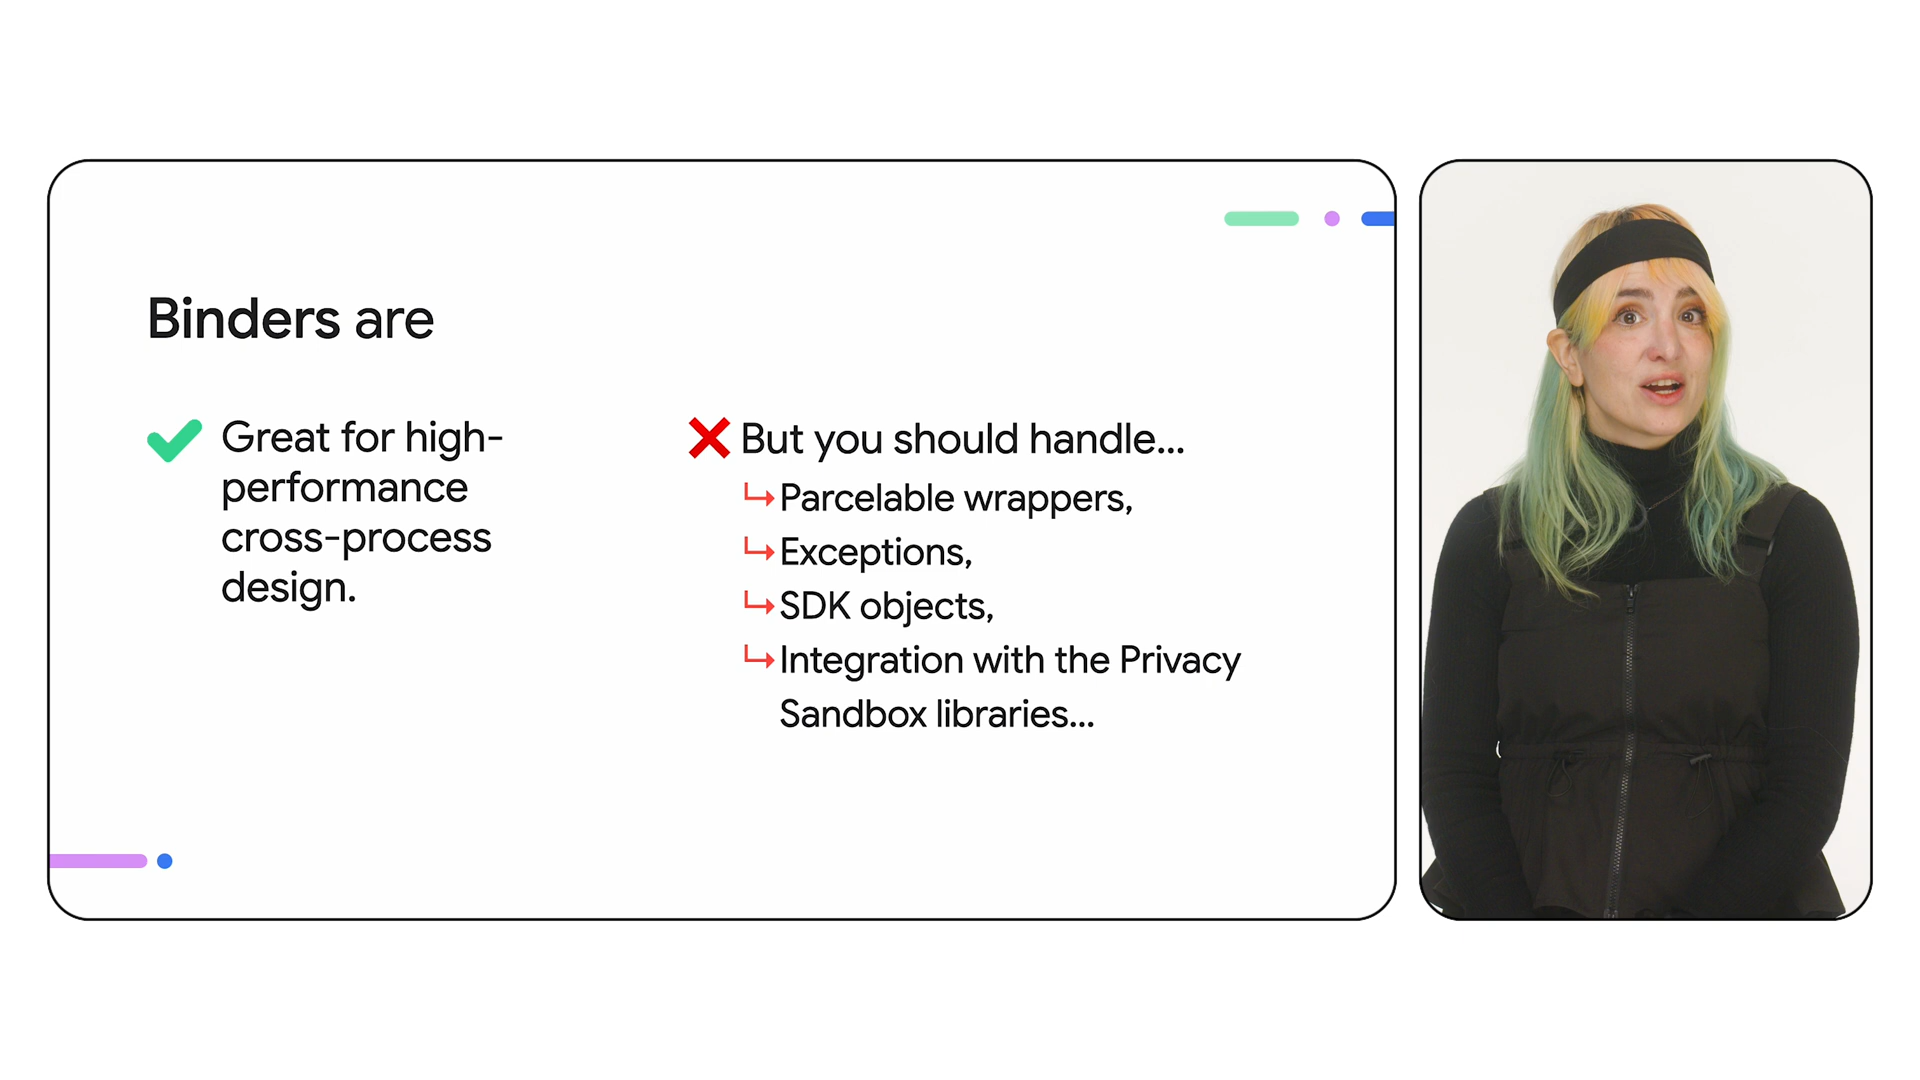 Binders are
Great for high-
performance
cross-process
design.
But you should handle...
Parcelable wrappers,
Exceptions,
SDK objects,
Integration with the Privacy
Sandbox libraries...